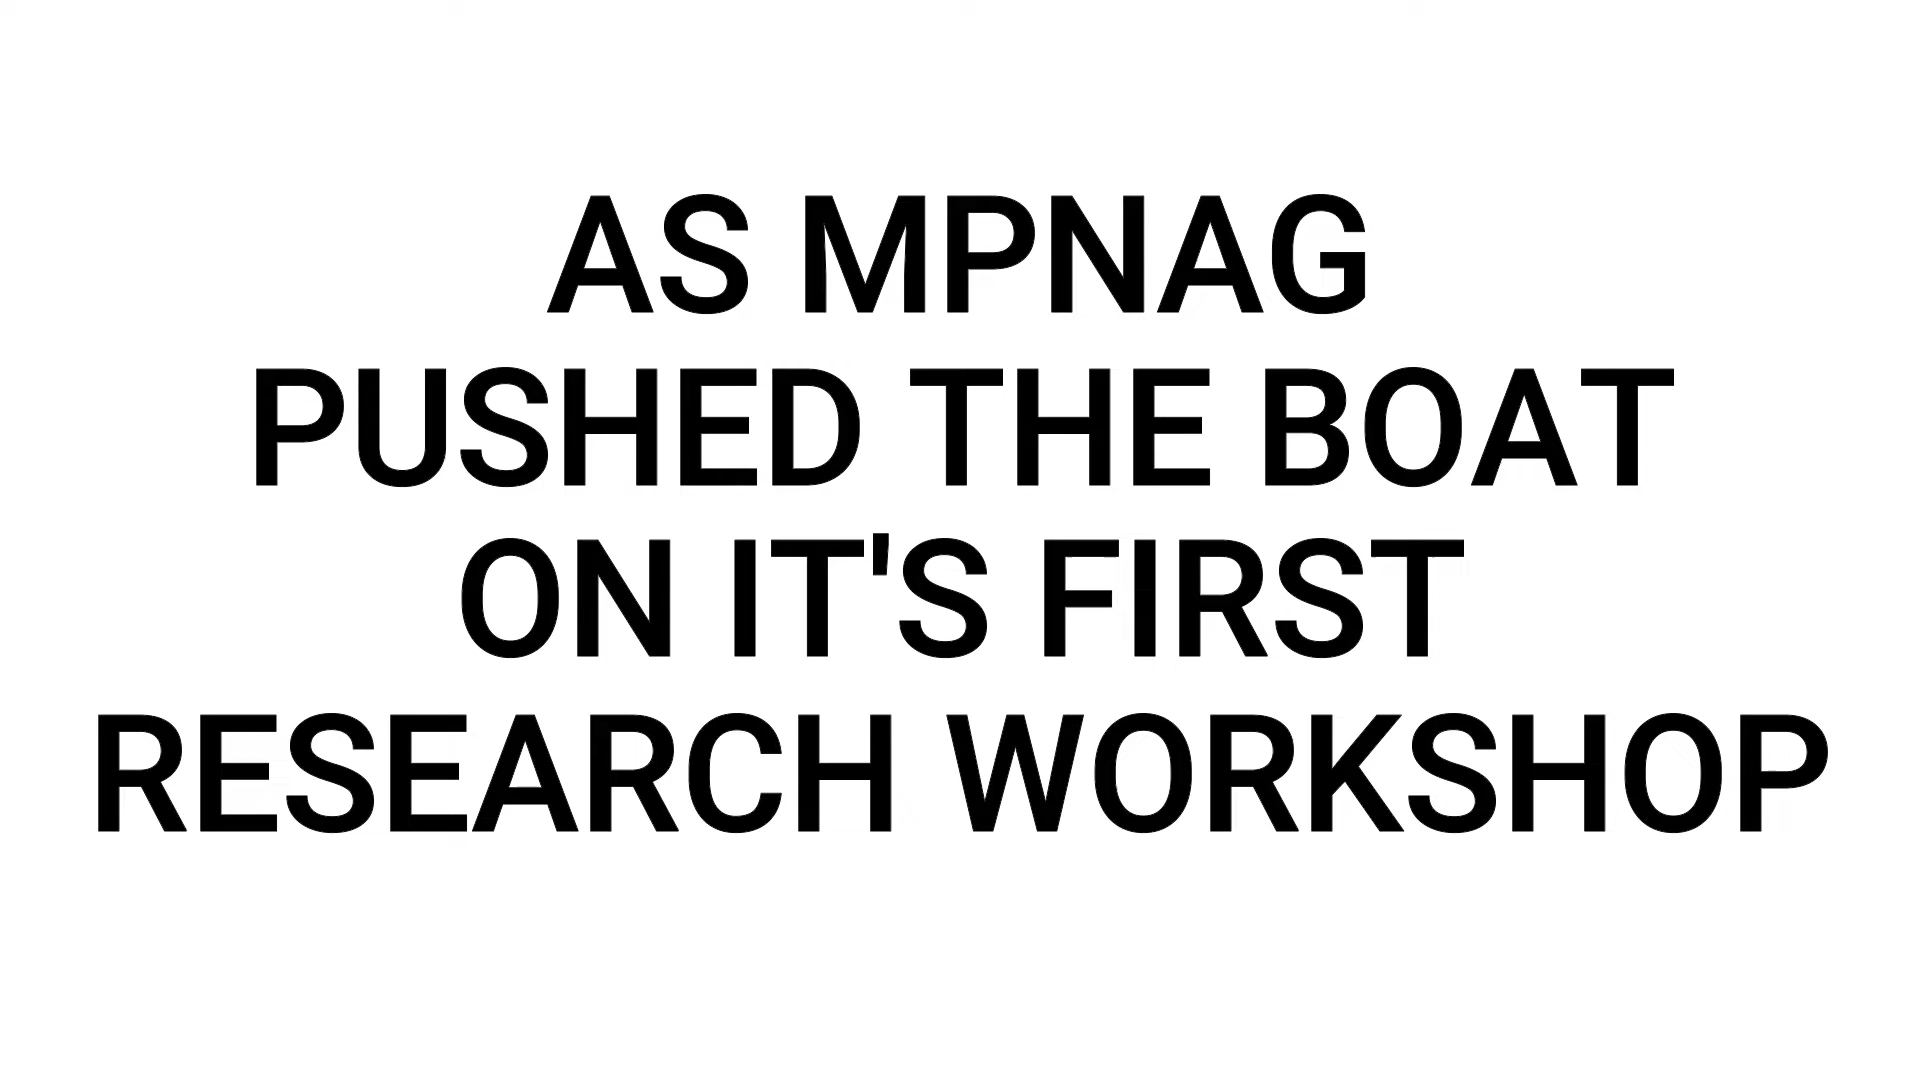 AS MPNAG
PUSHED THE BOAT
ON IT'S FIRST
RESEARCH WORKSHOP